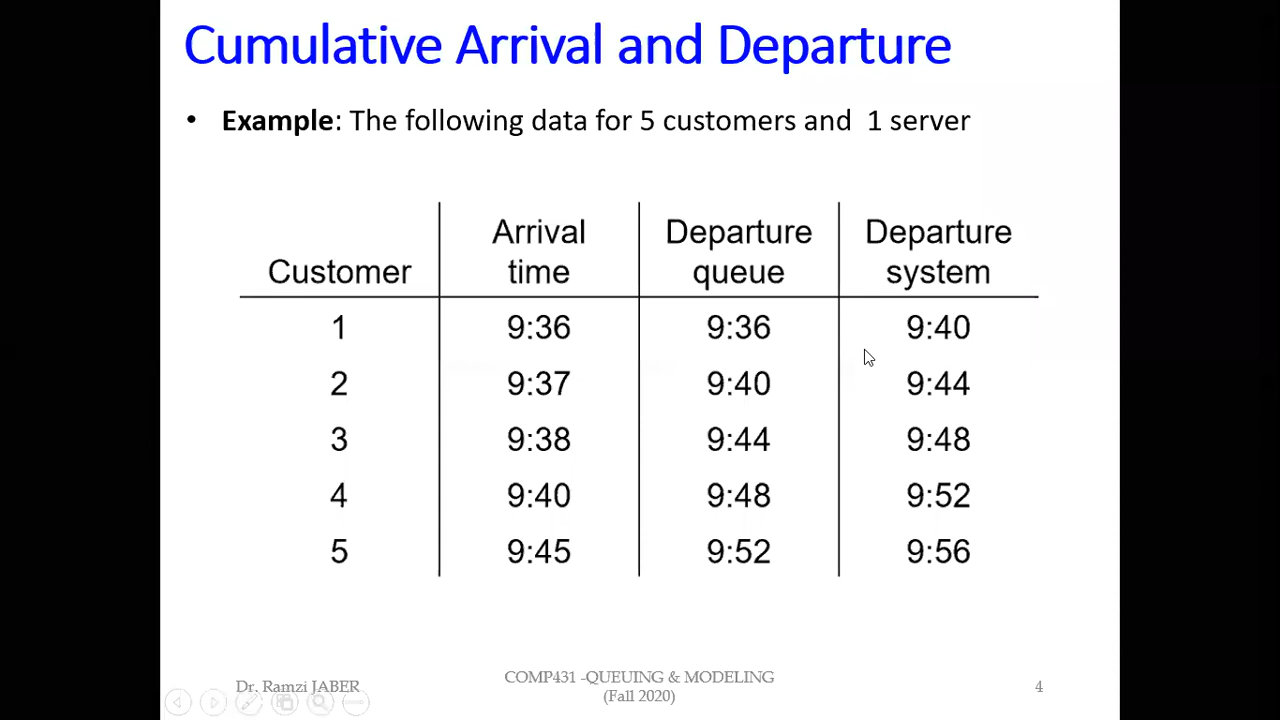 Cumulative Arrival and Departure
• Example: The following data for 5 customers and 1 server
Customer Arrival time Departure queue Departure system
1 9:36 9:36 9:40
2 9:37 9:40 9:44
3 9:38 9:44 9:48
4 9:40 9:48 9:52
5 9:45 9:52 9:56
Dr. Ramzi JABER
COMP431 -QUEUING & MODELING
(Fall 2020)
4